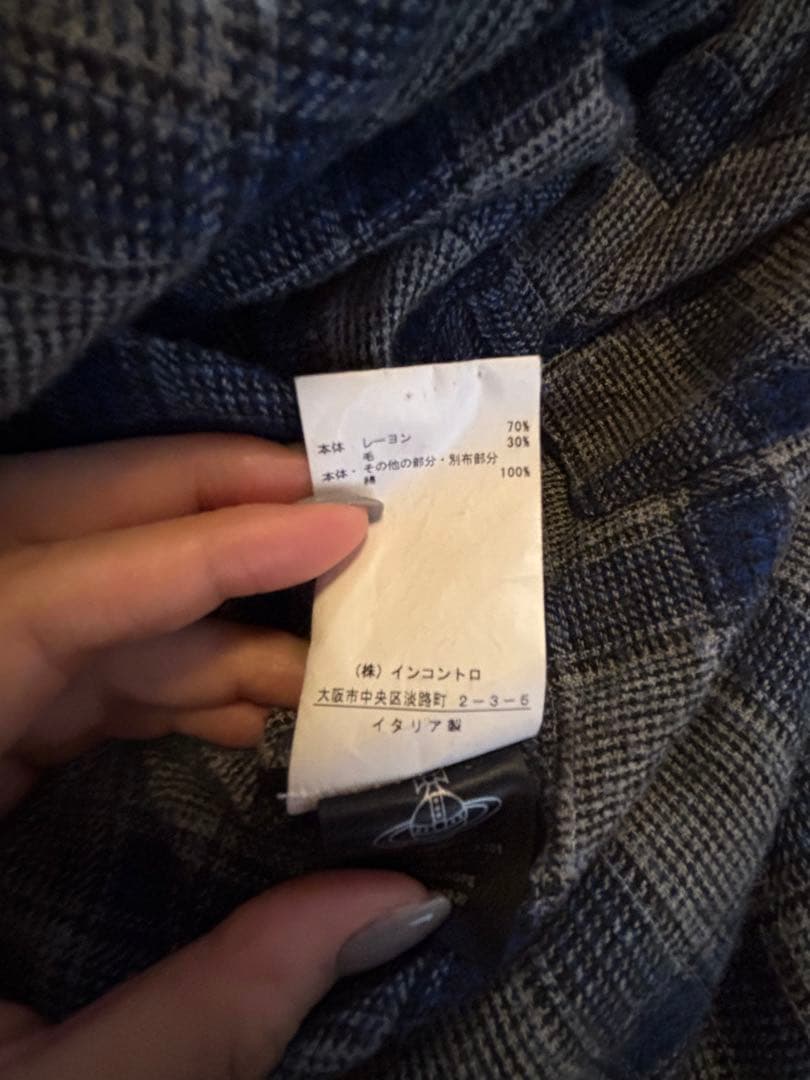 70%
本体 レーヨン 30%
毛
本体・その他の部分・別布部分
綿 100%
(株) インコントロ
大阪市中央区淡路町 2-3-5
イタリア製